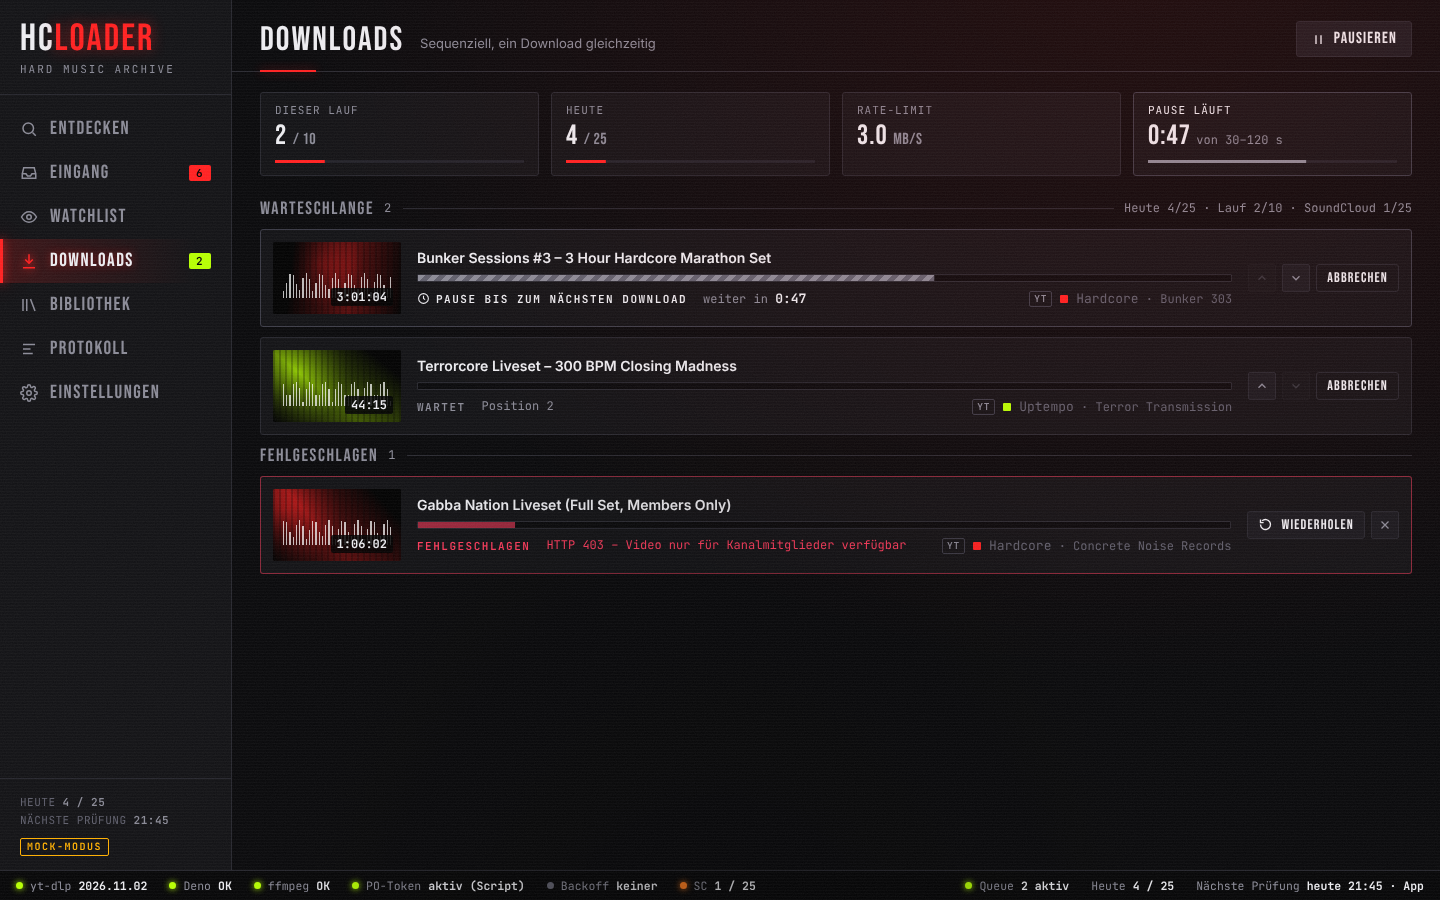 HCLOADER
HARD MUSIC ARCHIVE
ENTDECKEN
EINGANG 6
WATCHLIST
DOWNLOADS 2
BIBLIOTHEK
PROTOKOLL
EINSTELLUNGEN
HEUTE 4 / 25
NÄCHSTE PRÜFUNG 21:45
MOCK-MODUS
DOWNLOADS Sequenziell, ein Download gleichzeitig
PAUSIEREN
DIESER LAUF
2 / 10
HEUTE
4 / 25
RATE-LIMIT
3.0 MB/S
PAUSE LÄUFT
0:47 von 30–120 s
WARTESCHLANGE 2
Heute 4/25 · Lauf 2/10 · SoundCloud 1/25
3:01:04
Bunker Sessions #3 – 3 Hour Hardcore Marathon Set
PAUSE BIS ZUM NÄCHSTEN DOWNLOAD weiter in 0:47
YT Hardcore · Bunker 303
ABBRECHEN
44:15
Terrorcore Liveset – 300 BPM Closing Madness
WARTET Position 2
YT Uptempo · Terror Transmission
ABBRECHEN
FEHLGESCHLAGEN 1
1:06:02
Gabba Nation Liveset (Full Set, Members Only)
FEHLGESCHLAGEN HTTP 403 – Video nur für Kanalmitglieder verfügbar
YT Hardcore · Concrete Noise Records
WIEDERHOLEN
yt-dlp 2026.11.02 Deno OK ffmpeg OK PO-Token aktiv (Script) Backoff keiner SC 1 / 25
Queue 2 aktiv Heute 4 / 25 Nächste Prüfung heute 21:45 · App